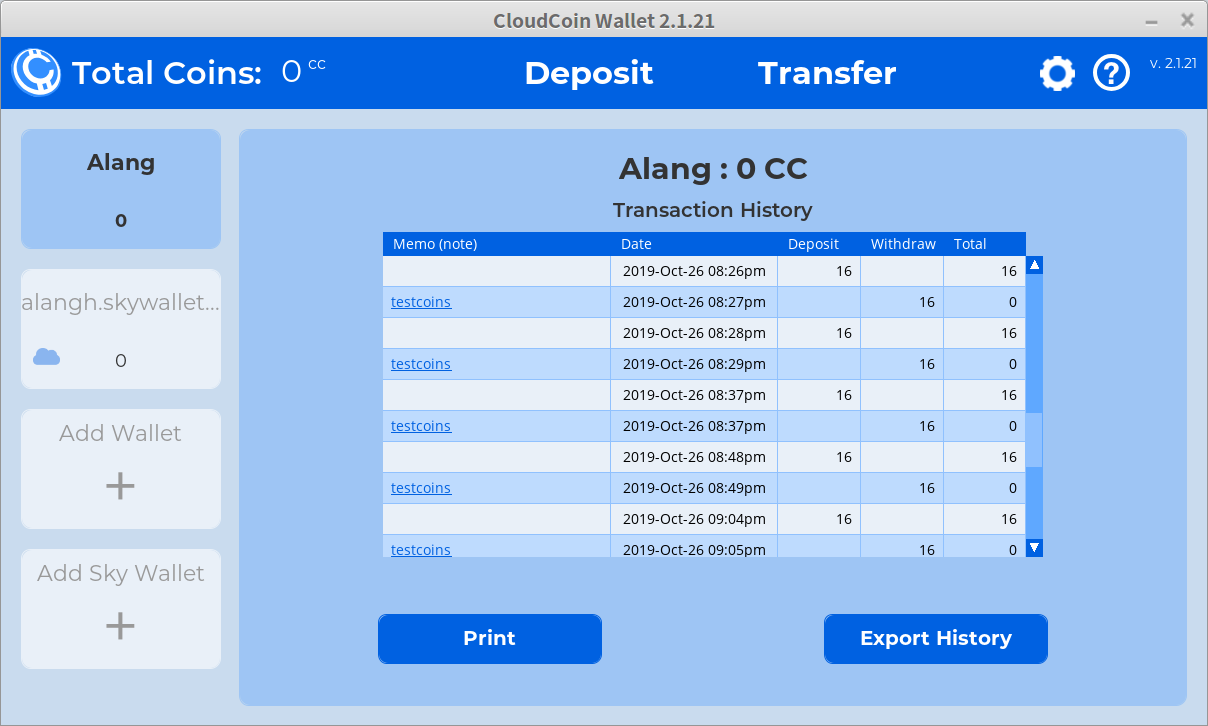 CloudCoin Wallet 2.1.21
Total Coins: 0 CC Deposit Transfer v. 2.1.21
Alang
0
alangh.skywallet...
0
Add Wallet
+
Add Sky Wallet
+
Alang : 0 CC
Transaction History
Memo (note) Date Deposit Withdraw Total
2019-Oct-26 08:26pm 16 16
testcoins 2019-Oct-26 08:27pm 16 0
2019-Oct-26 08:28pm 16 16
testcoins 2019-Oct-26 08:29pm 16 0
2019-Oct-26 08:37pm 16 16
testcoins 2019-Oct-26 08:37pm 16 0
2019-Oct-26 08:48pm 16 16
testcoins 2019-Oct-26 08:49pm 16 0
2019-Oct-26 09:04pm 16 16
testcoins 2019-Oct-26 09:05pm 16 0
Print Export History